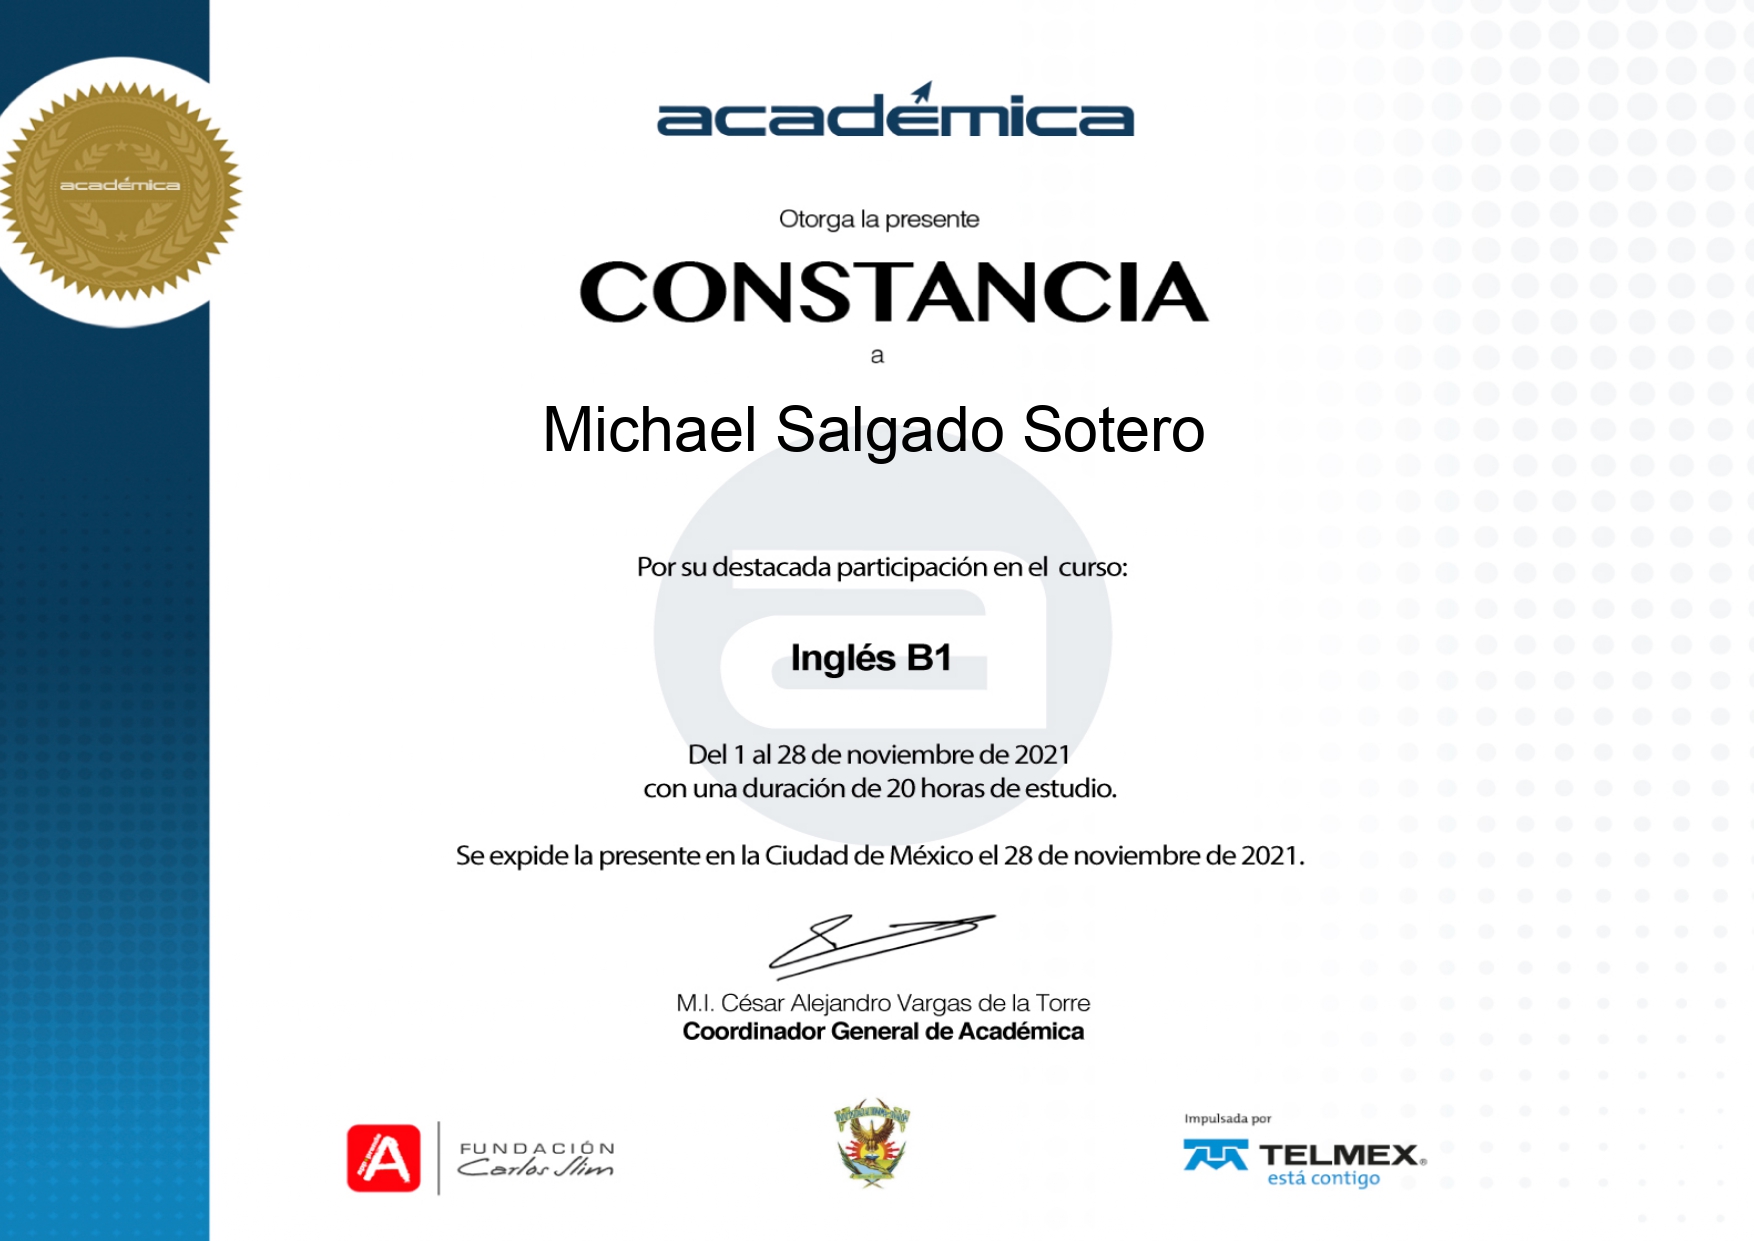 académica
académica
Otorga la presente
CONSTANCIA
a
Michael Salgado Sotero
Por su destacada participación en el curso:
Inglés B1
Del 1 al 28 de noviembre de 2021
con una duración de 20 horas de estudio.
Se expide la presente en la Ciudad de México el 28 de noviembre de 2021.
M.I. César Alejandro Vargas de la Torre
Coordinador General de Académica
A
FUNDACIÓN
Carlos Slim
Impulsada por
TELMEX®
está contigo